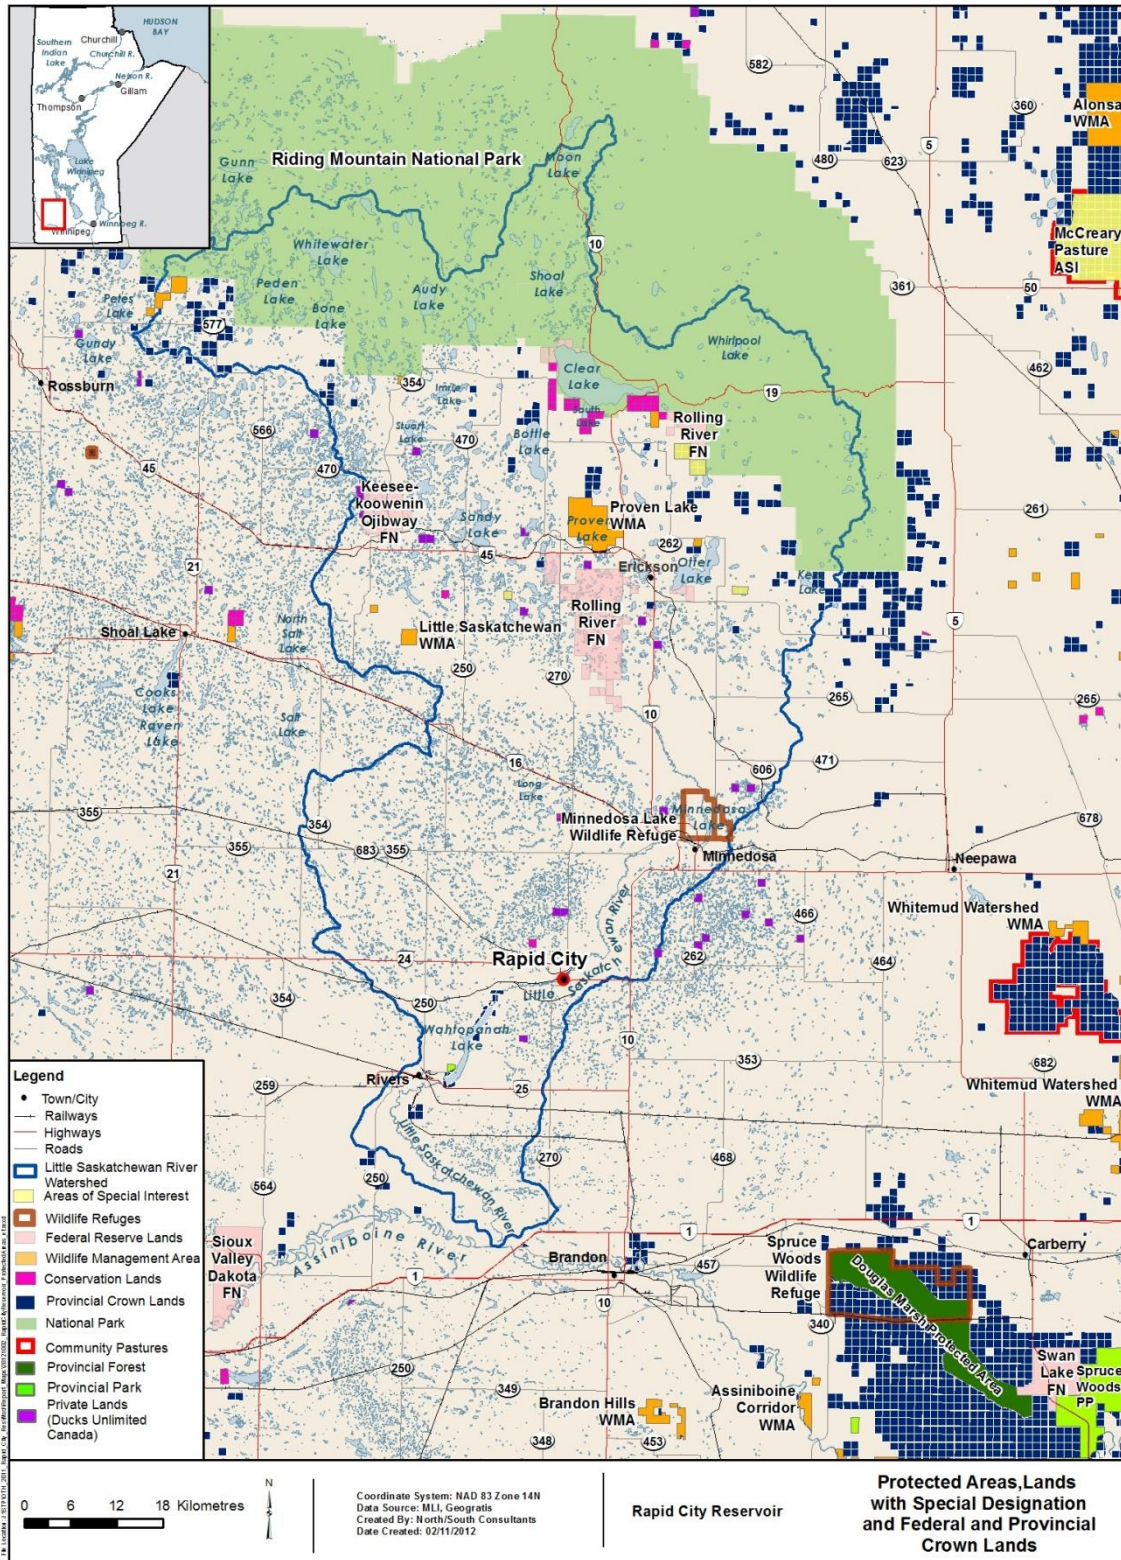 HUDSON
BAY
Churchill
Southern
Indian
Lake
Churchill R.
Nelson R.
Gillam
Thompson
Lake
Winnipeg
Winnipeg R.
Winnipeg
582
360
Alonsa
WMA
5
480
623
Gunn
Lake
Riding Mountain National Park
Moon
Lake
McCreary
Pasture
ASI
10
Whitewater
Lake
Shoal
Lake
361
50
Peden
Lake
Audy
Lake
Petes
Lake
Bone
Lake
577
Gundy
Lake
Whirlpool
Lake
Clear
Lake
462
Rossburn
354
Imrie
Lake
19
South
Lake
Rolling
River
FN
566
Stuart
Lake
470
Bottle
Lake
45
470
Keesee-
koowenin
Ojibway
FN
Proven Lake
WMA
Proven
Lake
Sandy
Lake
261
45
262
Otter
Lake
Erickson
21
Rolling
River
FN
Shoal Lake
North
Salt
Lake
Little Saskatchewan
WMA
250
270
5
265
265
Cooks
Lake
Raven
Lake
Salt
Lake
10
16
471
606
Long
Lake
355
354
Minnedosa
Lake
Minnedosa Lake
Wildlife Refuge
678
355
683
355
Minnedosa
Neepawa
21
Whitemud Watershed
WMA
466
24
Rapid City
262
464
354
250
Little
Saskatchewan River
Wahtopanah
Lake
10
353
682
Rivers
259
25
Whitemud Watershed
WMA
Little Saskatchewan River
270
468
250
564
Sioux
Valley
Dakota
FN
Assiniboine River
1
1
Brandon
Spruce
Woods
Wildlife
Refuge
Carberry
457
1
10
Douglas Marsh Protected Area
340
Swan
Lake
FN
Spruce
Woods
PP
250
349
Brandon Hills
WMA
Assiniboine
Corridor
WMA
348
453
Legend
Town/City
Railways
Highways
Roads
Little Saskatchewan River
Watershed
Areas of Special Interest
Wildlife Refuges
Federal Reserve Lands
Wildlife Management Area
Conservation Lands
Provincial Crown Lands
National Park
Community Pastures
Provincial Forest
Provincial Park
Private Lands
(Ducks Unlimited
Canada)
0 6 12 18 Kilometres
N
Coordinate System: NAD 83 Zone 14N
Data Source: MLI, Geogratis
Created By: North/South Consultants
Date Created: 02/11/2012
Rapid City Reservoir
Protected Areas,Lands
with Special Designation
and Federal and Provincial
Crown Lands